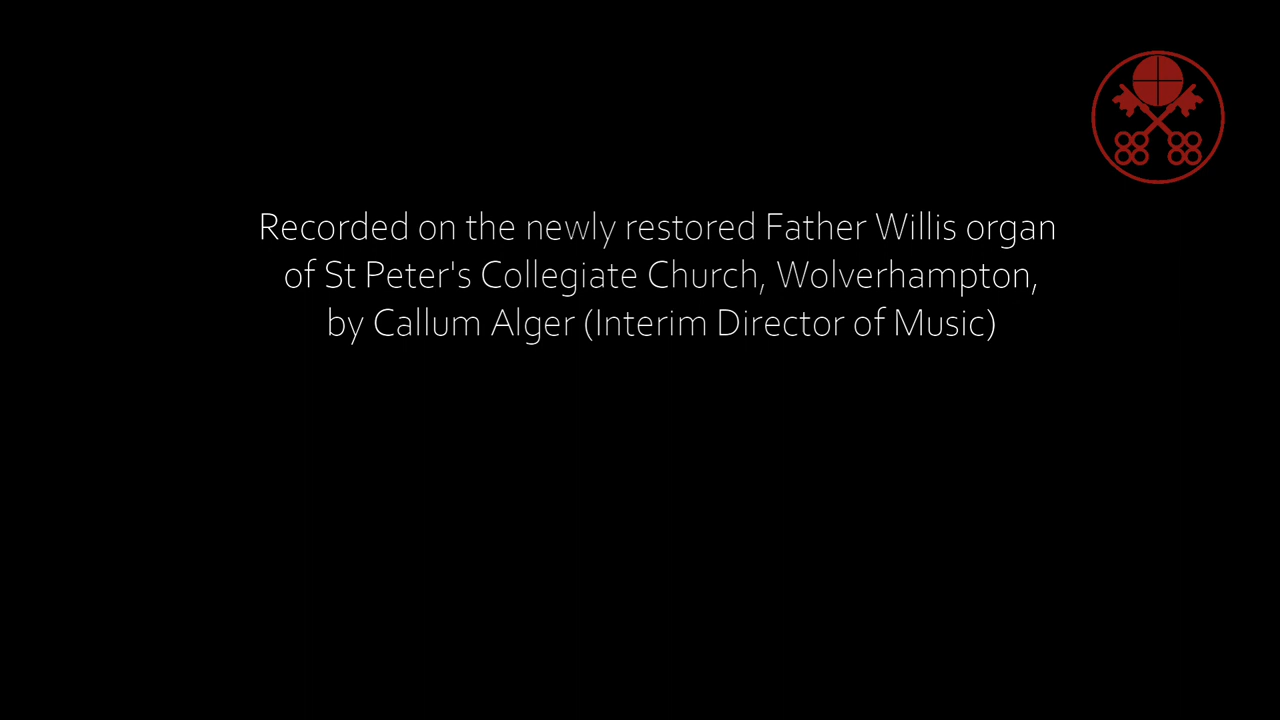 Recorded on the newly restored Father Willis organ
of St Peter's Collegiate Church, Wolverhampton,
by Callum Alger (Interim Director of Music)